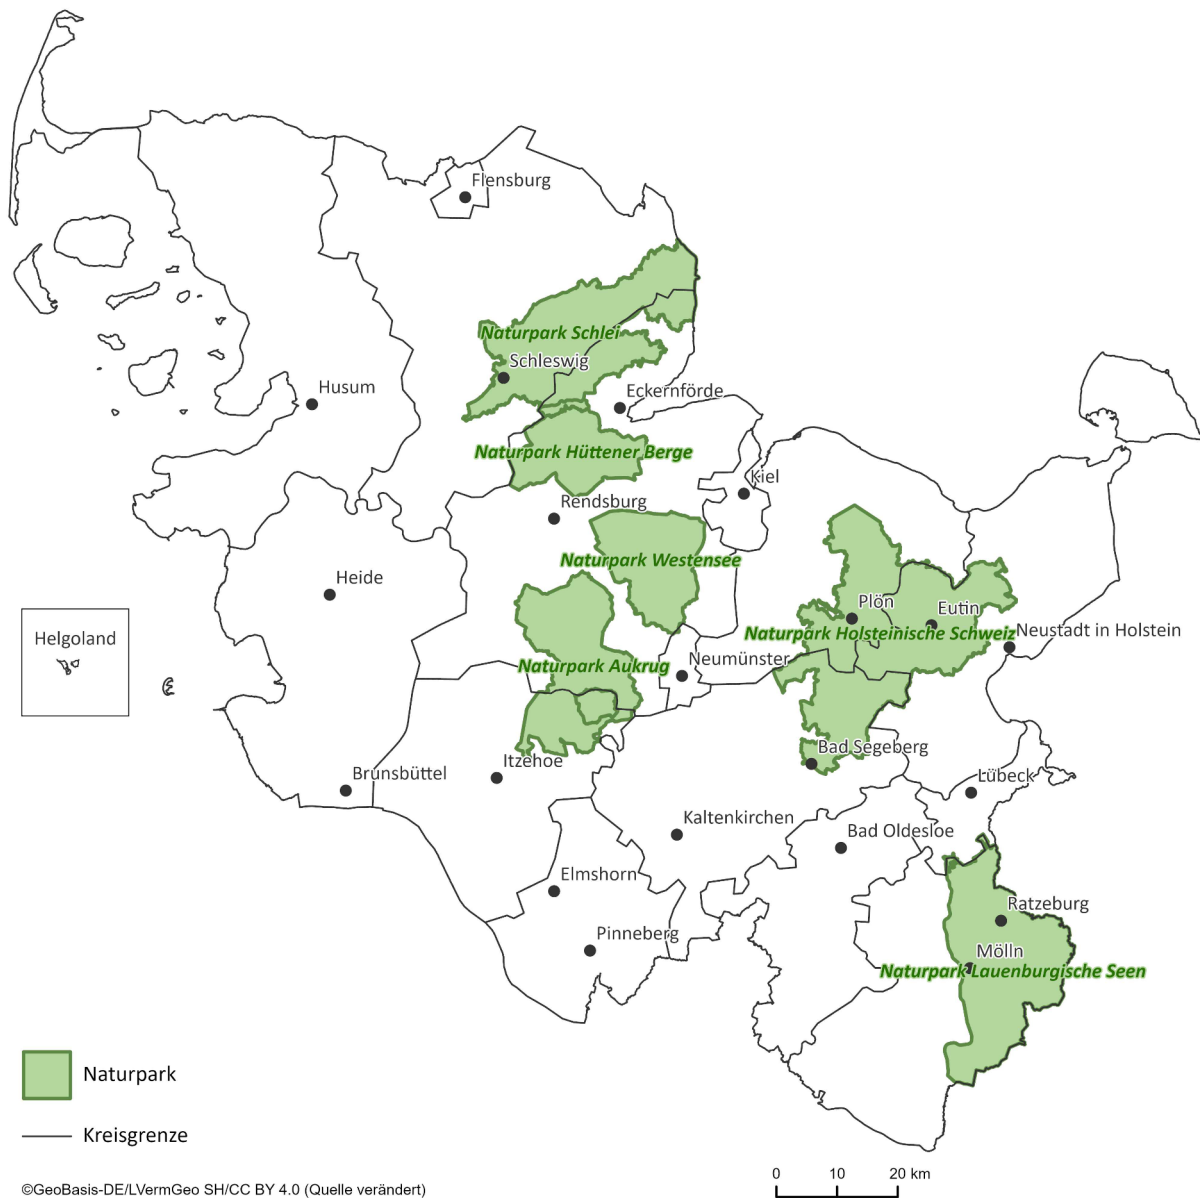 Flensburg
Naturpark Schlei
Schleswig
Husum
Eckernförde
Naturpark Hüttener Berge
Kiel
Rendsburg
Naturpark Westensee
Heide
Plön
Eutin
Naturpark Holsteinische Schweiz
Neustadt in Holstein
Helgoland
Neumünster
Naturpark Aukrug
Bad Segeberg
Itzehoe
Brunsbüttel
Lübeck
Kaltenkirchen
Bad Oldesloe
Elmshorn
Ratzeburg
Pinneberg
Mölln
Naturpark Lauenburgische Seen
Naturpark
Kreisgrenze
0 10 20 km
©GeoBasis-DE/LVermGeo SH/CC BY 4.0 (Quelle verändert)